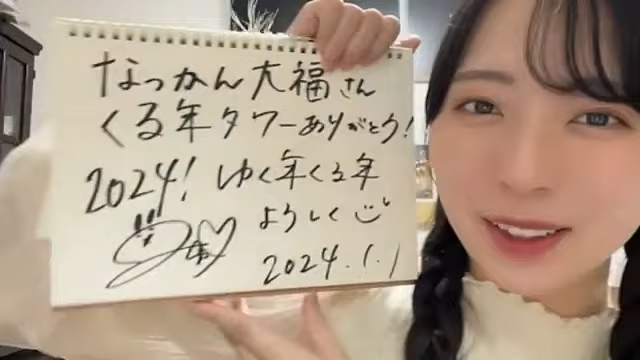 なっかん大福さん
くる年タワーありがとう!
2024! ゆく年くる年
よろしく
2024.1.1